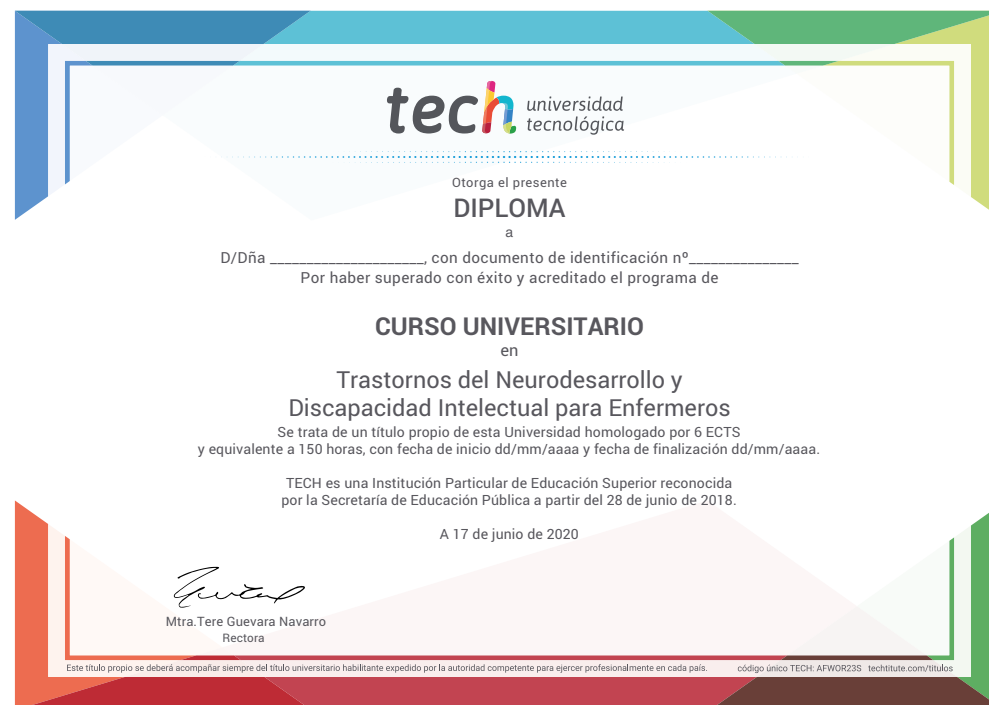 tech universidad
tecnológica
Otorga el presente
DIPLOMA
a
D/Dña _____________________, con documento de identificación nº_______________
Por haber superado con éxito y acreditado el programa de
CURSO UNIVERSITARIO
en
Trastornos del Neurodesarrollo y
Discapacidad Intelectual para Enfermeros
Se trata de un título propio de esta Universidad homologado por 6 ECTS
y equivalente a 150 horas, con fecha de inicio dd/mm/aaaa y fecha de finalización dd/mm/aaaa.
TECH es una Institución Particular de Educación Superior reconocida
por la Secretaría de Educación Pública a partir del 28 de junio de 2018.
A 17 de junio de 2020
Mtra.Tere Guevara Navarro
Rectora
Este título propio se deberá acompañar siempre del título universitario habilitante expedido por la autoridad competente para ejercer profesionalmente en cada país. código único TECH: AFWOR23S techtitute.com/titulos